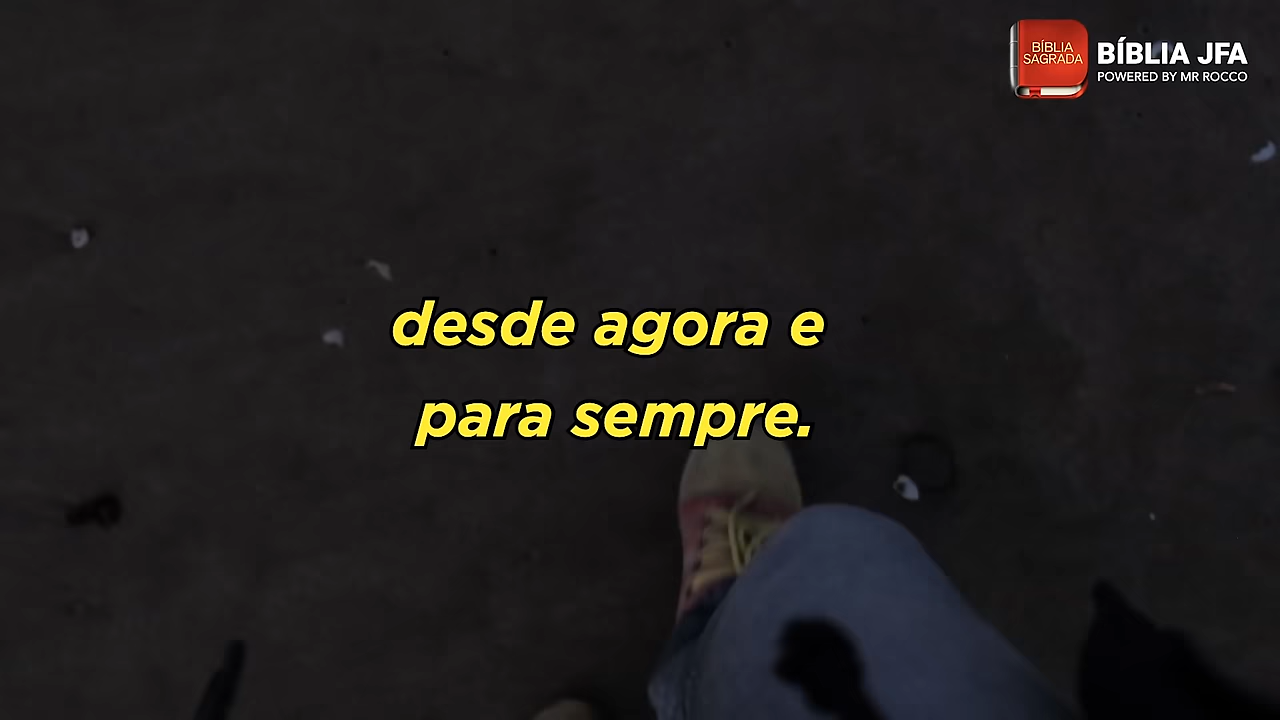 BÍBLIA
SAGRADA
BÍBLIA JFA
POWERED BY MR ROCCO
desde agora e
para sempre.